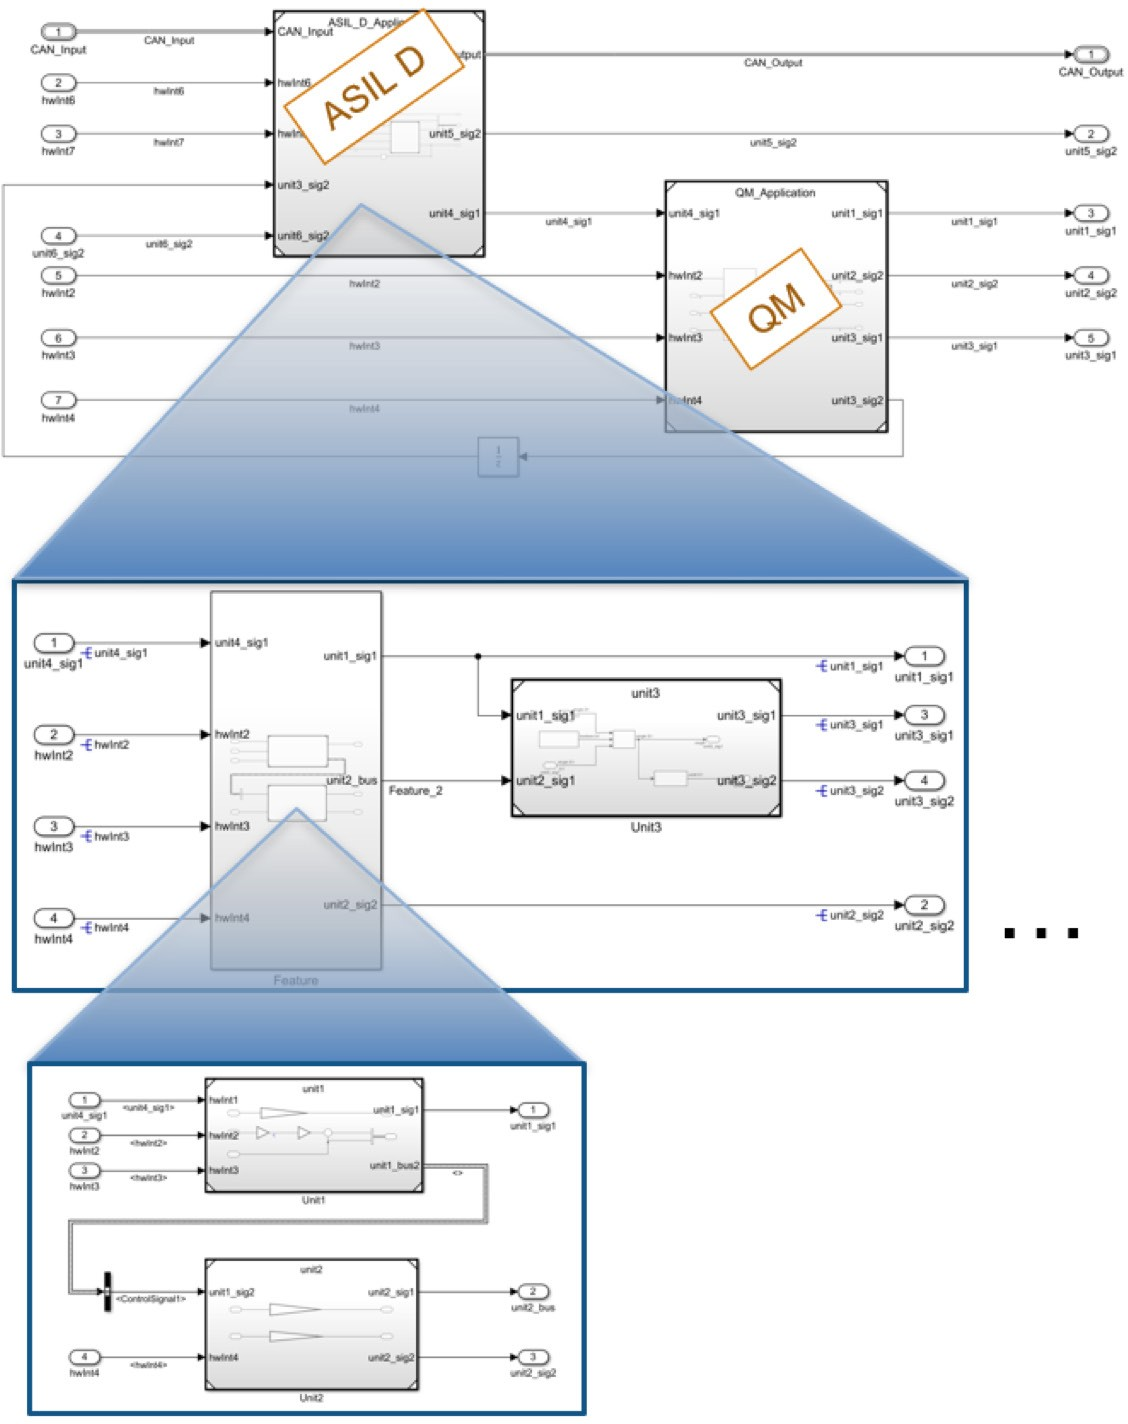 ASIL_D_Applic
1
CAN_Input
CAN_Input
CAN_Input
utput
CAN_Output
1
CAN_Output
2
hwInt6
hwInt6
hwInt6
ASIL D
3
hwInt7
hwInt7
hwIn
unit5_sig2
unit5_sig2
2
unit5_sig2
unit3_sig2
QM_Application
unit4_sig1
unit4_sig1
unit4_sig1
unit1_sig1
unit1_sig1
3
unit1_sig1
4
unit6_sig2
unit6_sig2
unit6_sig2
5
hwInt2
hwInt2
hwInt2
unit2_sig2
unit2_sig2
4
unit2_sig2
QM
6
hwInt3
hwInt3
hwInt3
unit3_sig1
unit3_sig1
5
unit3_sig1
7
hwInt4
hwInt4
hwInt4
unit3_sig2
1
z
1
unit4_sig1
unit4_sig1
unit4_sig1
unit1_sig1
unit1_sig1
1
unit1_sig1
unit3
unit1_sig1
unit3_sig1
unit3_sig1
3
unit3_sig1
2
hwInt2
hwInt2
hwInt2
unit2_bus
Feature_2
unit2_sig1
unit3_sig2
unit3_sig2
4
unit3_sig2
Unit3
3
hwInt3
hwInt3
hwInt3
4
hwInt4
hwInt4
hwInt4
unit2_sig2
unit2_sig2
2
unit2_sig2
Feature
. . .
unit1
1
unit4_sig1
<unit4_sig1>
hwInt1
unit1_sig1
1
unit1_sig1
2
hwInt2
<hwInt2>
hwInt2
3
hwInt3
<hwInt3>
hwInt3
unit1_bus2
<>
Unit1
unit2
<ControlSignal1>
unit1_sig2
unit2_sig1
2
unit2_bus
4
hwInt4
<hwInt4>
hwInt4
unit2_sig2
3
unit2_sig2
Unit2